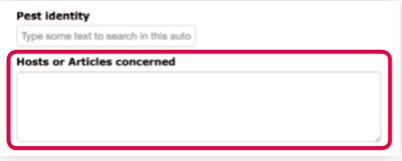 Pest identity
Type some text to search in this auto
Hosts or Articles concerned